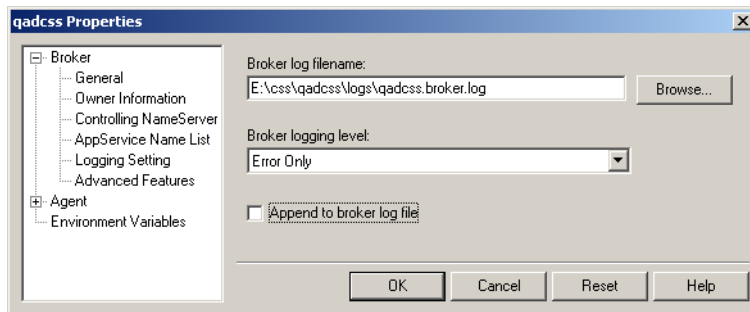 qadcss Properties
Broker
General
Owner Information
Controlling NameServer
AppService Name List
Logging Setting
Advanced Features
Agent
Environment Variables
Broker log filename:
E:\css\qadcss\logs\qadcss.broker.log
Browse...
Broker logging level:
Error Only
Append to broker log file
OK
Cancel
Reset
Help